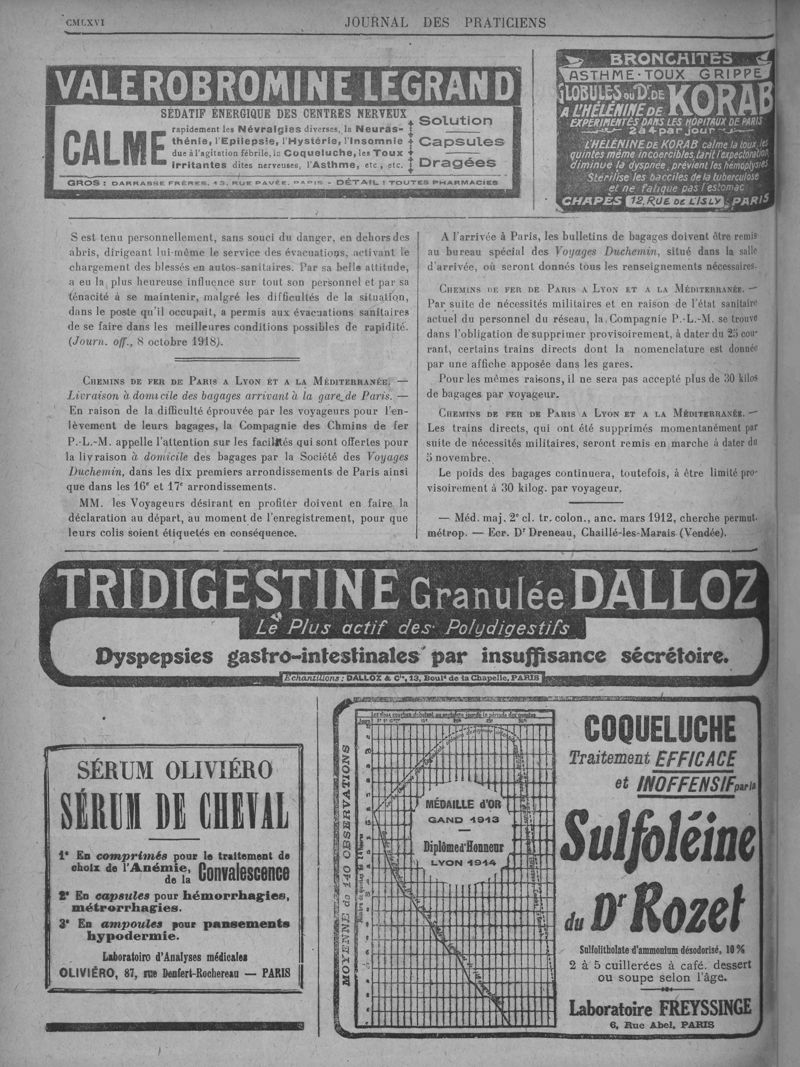 CMLXVI
JOURNAL DES PRATICIENS
VALEROBROMINE LEGRAND
SÉDATIF ÉNERGIQUE DES CENTRES NERVEUX
CALME
rapidement les Névralgies diverses, la Neuras-
thénie, l'Epilepsie, l'Hystérie, l'Insomnie
due à l'agitation fébrile, la Coqueluche, les Toux
irritantes dites nerveuses, l'Asthme, etc., etc.
Solution
Capsules
Dragées
GROS : DARRASSE FRÈRES, 13, RUE PAVÉE, PARIS - DÉTAIL : TOUTES PHARMACIES
BRONCHITES
ASTHME-TOUX GRIPPE
GLOBULES DU Dr DE
A L'HÉLÉNINE DE KORAB
EXPERIMENTÉS DANS LES HÔPITAUX DE PARIS
2 à 4 par jour
L'HÉLÉNINE DE KORAB calme la toux, les
quintes même incoercibles, tarit l'expectoration
diminue la dyspnée, prévient les hémoptysies
Stérilise les bacilles de la tuberculose
et ne fatigue pas l'estomac
CHAPES 12, RUE DE L'ISLY PARIS
S est tenu personnellement, sans souci du danger, en dehors des
abris, dirigeant lui-même le service des évacuations, activant le
chargement des blessés en autos-sanitaires. Par sa belle attitude,
a eu la plus heureuse influence sur tout son personnel et par sa
ténacité à se maintenir, malgré les difficultés de la situation,
dans le poste qu'il occupait, a permis aux évacuations sanitaires
de se faire dans les meilleures conditions possibles de rapidité.
(Journ. off., 8 octobre 1918).
CHEMINS DE FER DE PARIS A LYON ET A LA MÉDITERRANÉE. —
Livraison à domicile des bagages arrivant à la gare de Paris. —
En raison de la difficulté éprouvée par les voyageurs pour l'en-
lèvement de leurs bagages, la Compagnie des Chmins de fer
P.-L.-M. appelle l'attention sur les facilités qui sont offertes pour
la livraison à domicile des bagages par la Société des Voyages
Duchemin, dans les dix premiers arrondissements de Paris ainsi
que dans les 16e et 17e arrondissements.
MM. les Voyageurs désirant en profiter doivent en faire la
déclaration au départ, au moment de l'enregistrement, pour que
leurs colis soient étiquetés en conséquence.
A l'arrivée à Paris, les bulletins de bagages doivent être remis
au bureau spécial des Voyages Duchemin, situé dans la salle
d'arrivée, où seront donnés tous les renseignements nécessaires.
CHEMINS DE FER DE PARIS A LYON ET A LA MÉDITERRANÉE. —
Par suite de nécessités militaires et en raison de l'état sanitaire
actuel du personnel du réseau, la Compagnie P.-L.-M. se trouve
dans l'obligation de supprimer provisoirement, à dater du 25 cou-
rant, certains trains directs dont la nomenclature est donnée
par une affiche apposée dans les gares.
Pour les mêmes raisons, il ne sera pas accepté plus de 30 kilos
de bagages par voyageur.
CHEMINS DE FER DE PARIS A LYON ET A LA MÉDITERRANÉE. —
Les trains directs, qui ont été supprimés momentanément par
suite de nécessités militaires, seront remis en marche à dater du
5 novembre.
Le poids des bagages continuera, toutefois, à être limité pro-
visoirement à 30 kilog. par voyageur.
— Méd. maj. 2e cl. tr. colon., anc. mars 1912, cherche permut.
métrop. — Ecr. Dr Dreneau, Chaillé-les-Marais (Vendée).
TRIDIGESTINE Granulée DALLOZ
Le Plus actif des Polydigestifs
Dyspepsies gastro-intestinales par insuffisance sécrétoire.
Echantillons : DALLOZ & Cie, 13, Bould de la Chapelle, PARIS
SÉRUM OLIVIÉRO
SÉRUM DE CHEVAL
1° En comprimés pour le traitement de
choix de l'Anémie,
de la Convalescence
2° En capsules pour hémorrhagies,
métrorrhagies.
3° En ampoules pour pansements
hypodermie.
Laboratoire d'Analyses médicales
OLIVIÉRO, 87, rue Denfert-Rochereau — PARIS
MOYENNE de 140 OBSERVATIONS
MÉDAILLE d'OR
GAND 1913
Diplôme d'Honneur
LYON 1914
COQUELUCHE
Traitement EFFICACE
et INOFFENSIF par la
Sulfoléine
du Dr Rozet
Sulfolitholate d'ammonium désodorisé, 10 %
2 à 5 cuillerées à café, dessert
ou soupe selon l'âge.
Laboratoire FREYSSINGE
6, Rue Abel, PARIS